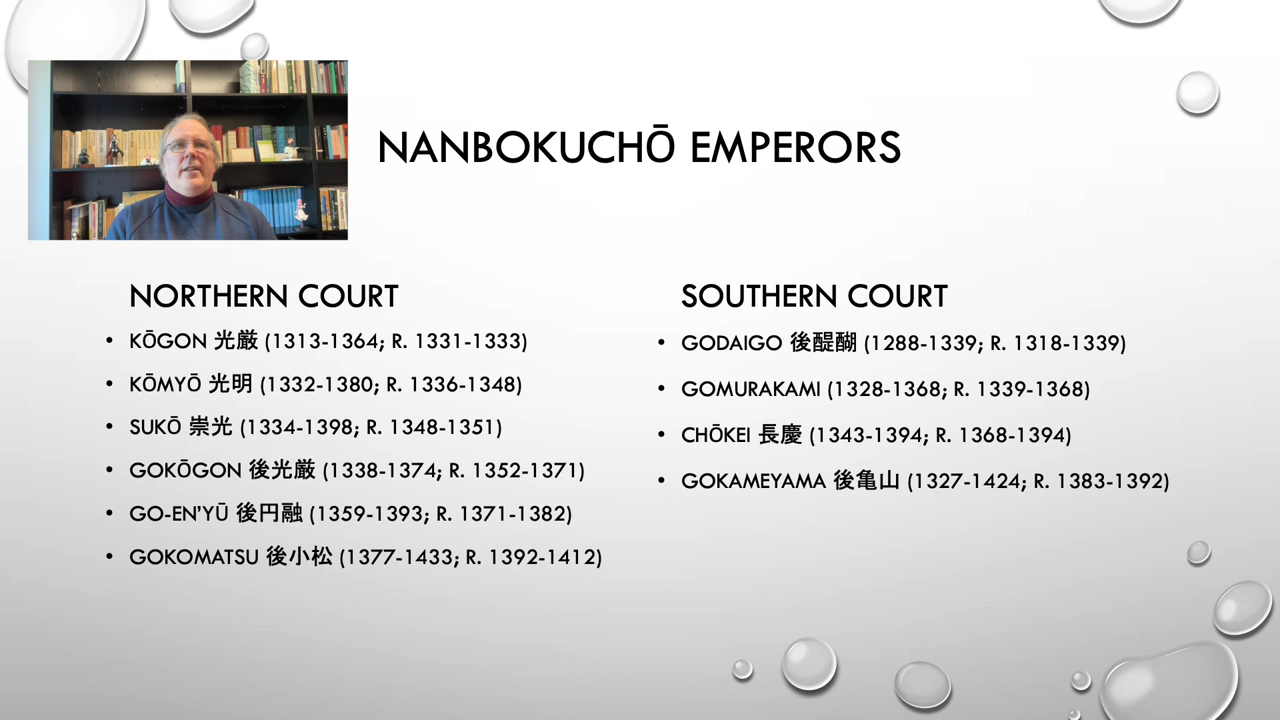 NANBOKUCHŌ EMPERORS
NORTHERN COURT
• KŌGON 光厳 (1313-1364; R. 1331-1333)
• KŌMYŌ 光明 (1332-1380; R. 1336-1348)
• SUKŌ 崇光 (1334-1398; R. 1348-1351)
• GOKŌGON 後光厳 (1338-1374; R. 1352-1371)
• GO-EN'YŪ 後円融 (1359-1393; R. 1371-1382)
• GOKOMATSU 後小松 (1377-1433; R. 1392-1412)
SOUTHERN COURT
• GODAIGO 後醍醐 (1288-1339; R. 1318-1339)
• GOMURAKAMI (1328-1368; R. 1339-1368)
• CHŌKEI 長慶 (1343-1394; R. 1368-1394)
• GOKAMEYAMA 後亀山 (1327-1424; R. 1383-1392)